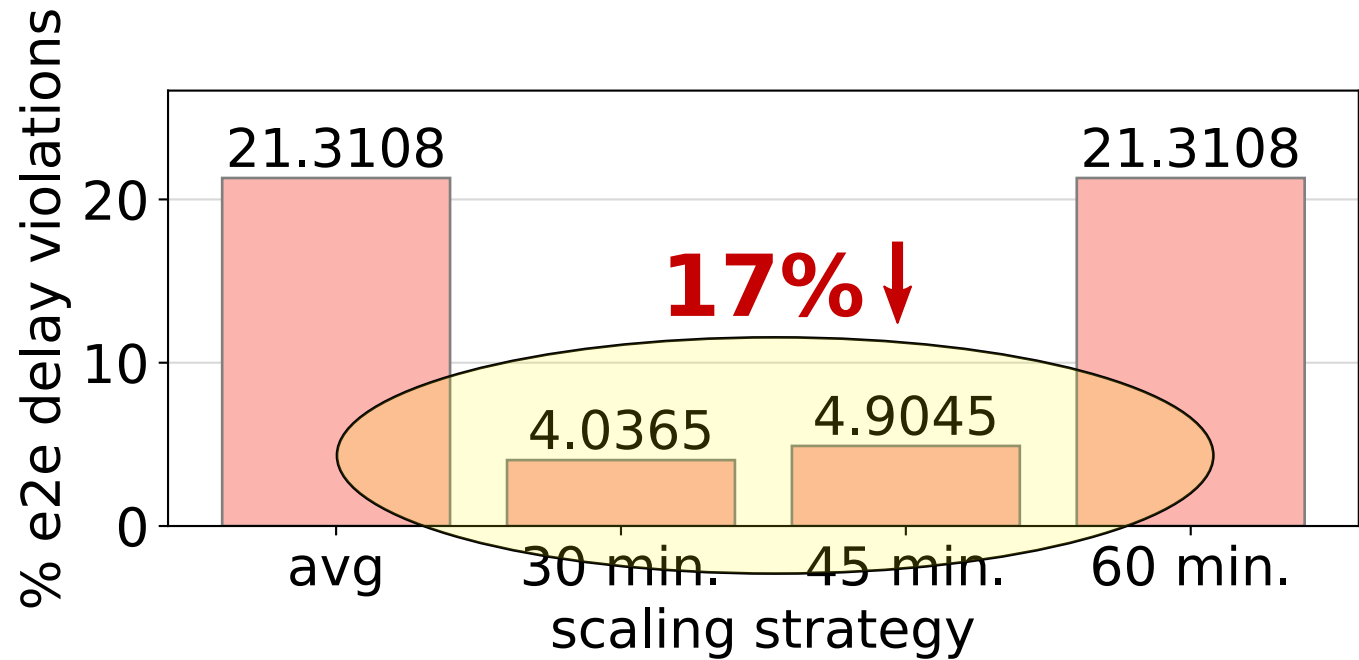 % e2e delay violations
20
10
0
21.3108
4.0365
4.9045
21.3108
17%
avg
30 min.
45 min.
60 min.
scaling strategy